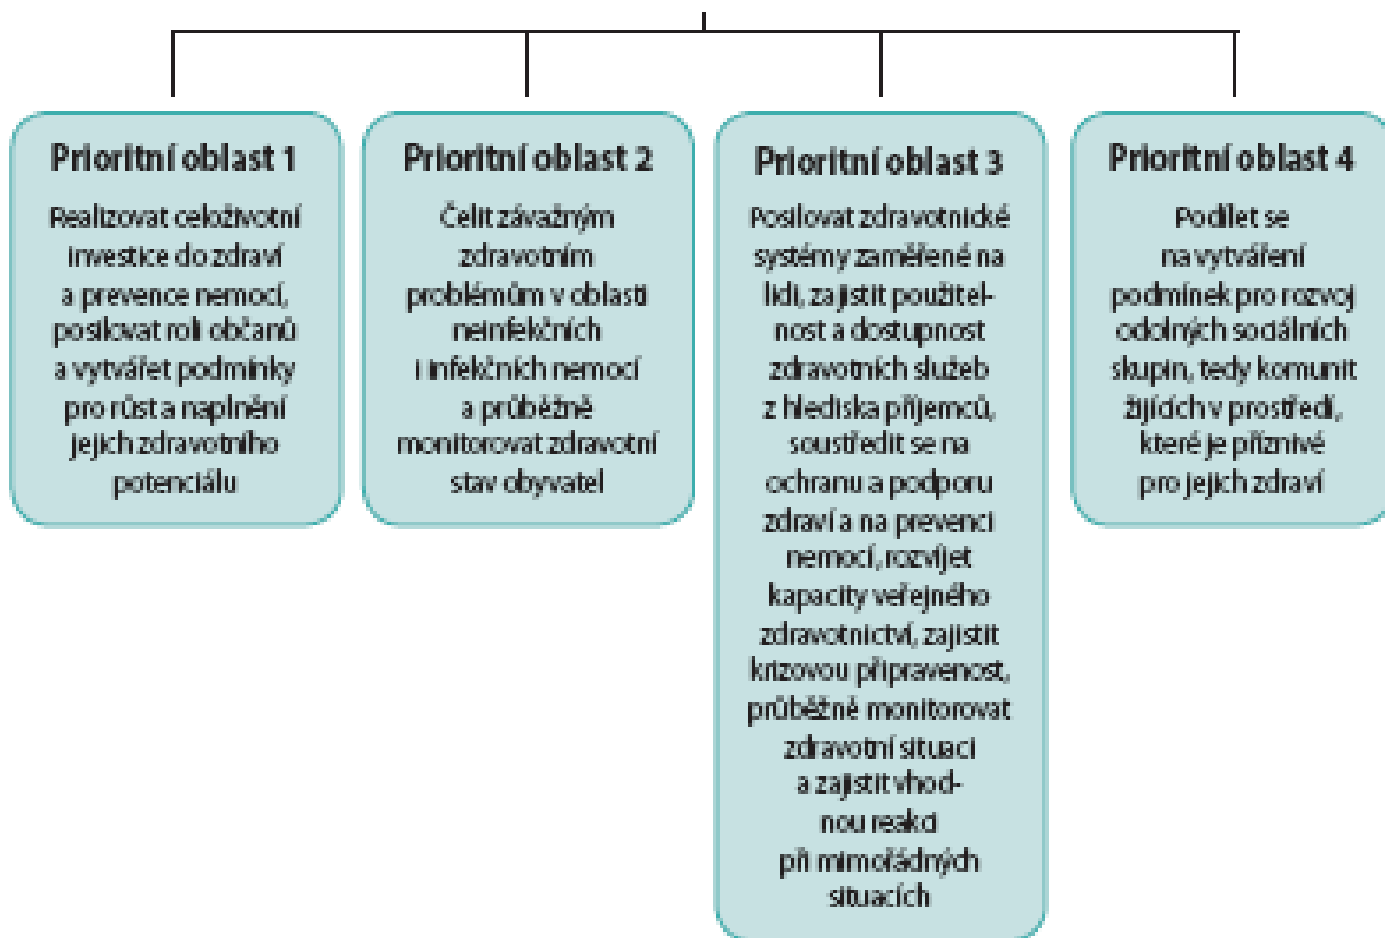 Prioritní oblast 1
Realizovat celoživotní
investice do zdraví
a prevence nemocí,
posilovat roli občanů
a vytvářet podmínky
pro růst a naplnění
jejich zdravotního
potenciálu
Prioritní oblast 2
Čelit závažným
zdravotním
problémům v oblasti
neinfekčních
i infekčních nemocí
a průběžně
monitorovat zdravotní
stav obyvatel
Prioritní oblast 3
Posilovat zdravotnické
systémy zaměřené na
lidi, zajistit použitel-
nost a dostupnost
zdravotních služeb
z hlediska příjemců,
soustředit se na
ochranu a podporu
zdraví a na prevenci
nemocí, rozvíjet
kapacity veřejného
zdravotnictví, zajistit
krizovou připravenost,
průběžně monitorovat
zdravotní situaci
a zajistit vhod-
nou reakci
při mimořádných
situacích
Prioritní oblast 4
Podílet se
na vytváření
podmínek pro rozvoj
odolných sociálních
skupin, tedy komunit
žijících v prostředí,
které je příznivé
pro jejich zdraví